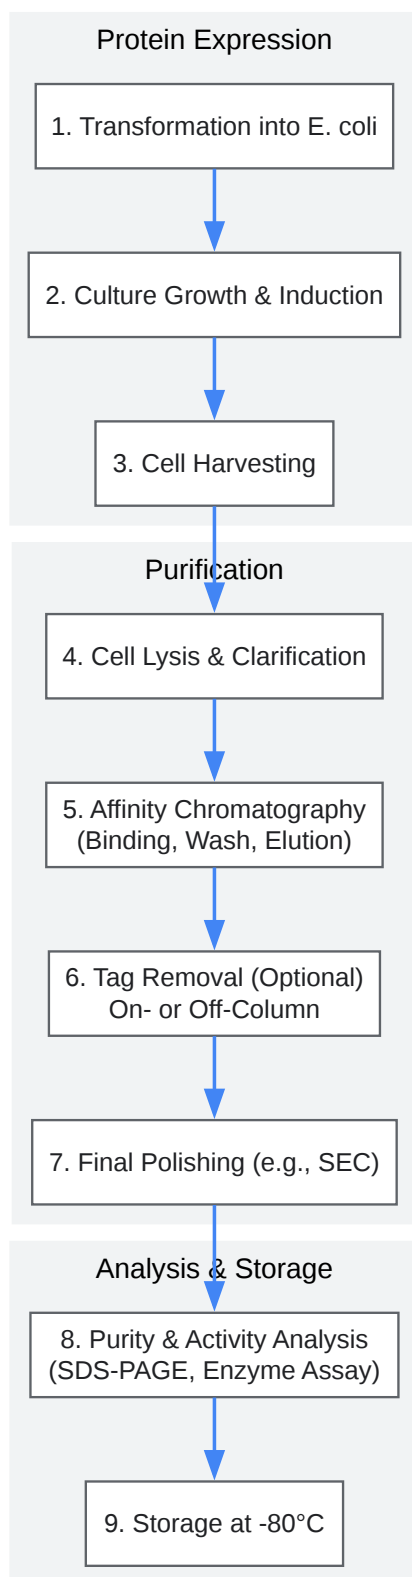 Protein Expression
1. Transformation into E. coli
2. Culture Growth & Induction
3. Cell Harvesting
Purification
4. Cell Lysis & Clarification
5. Affinity Chromatography
(Binding, Wash, Elution)
6. Tag Removal (Optional)
On- or Off-Column
7. Final Polishing (e.g., SEC)
Analysis & Storage
8. Purity & Activity Analysis
(SDS-PAGE, Enzyme Assay)
9. Storage at -80°C